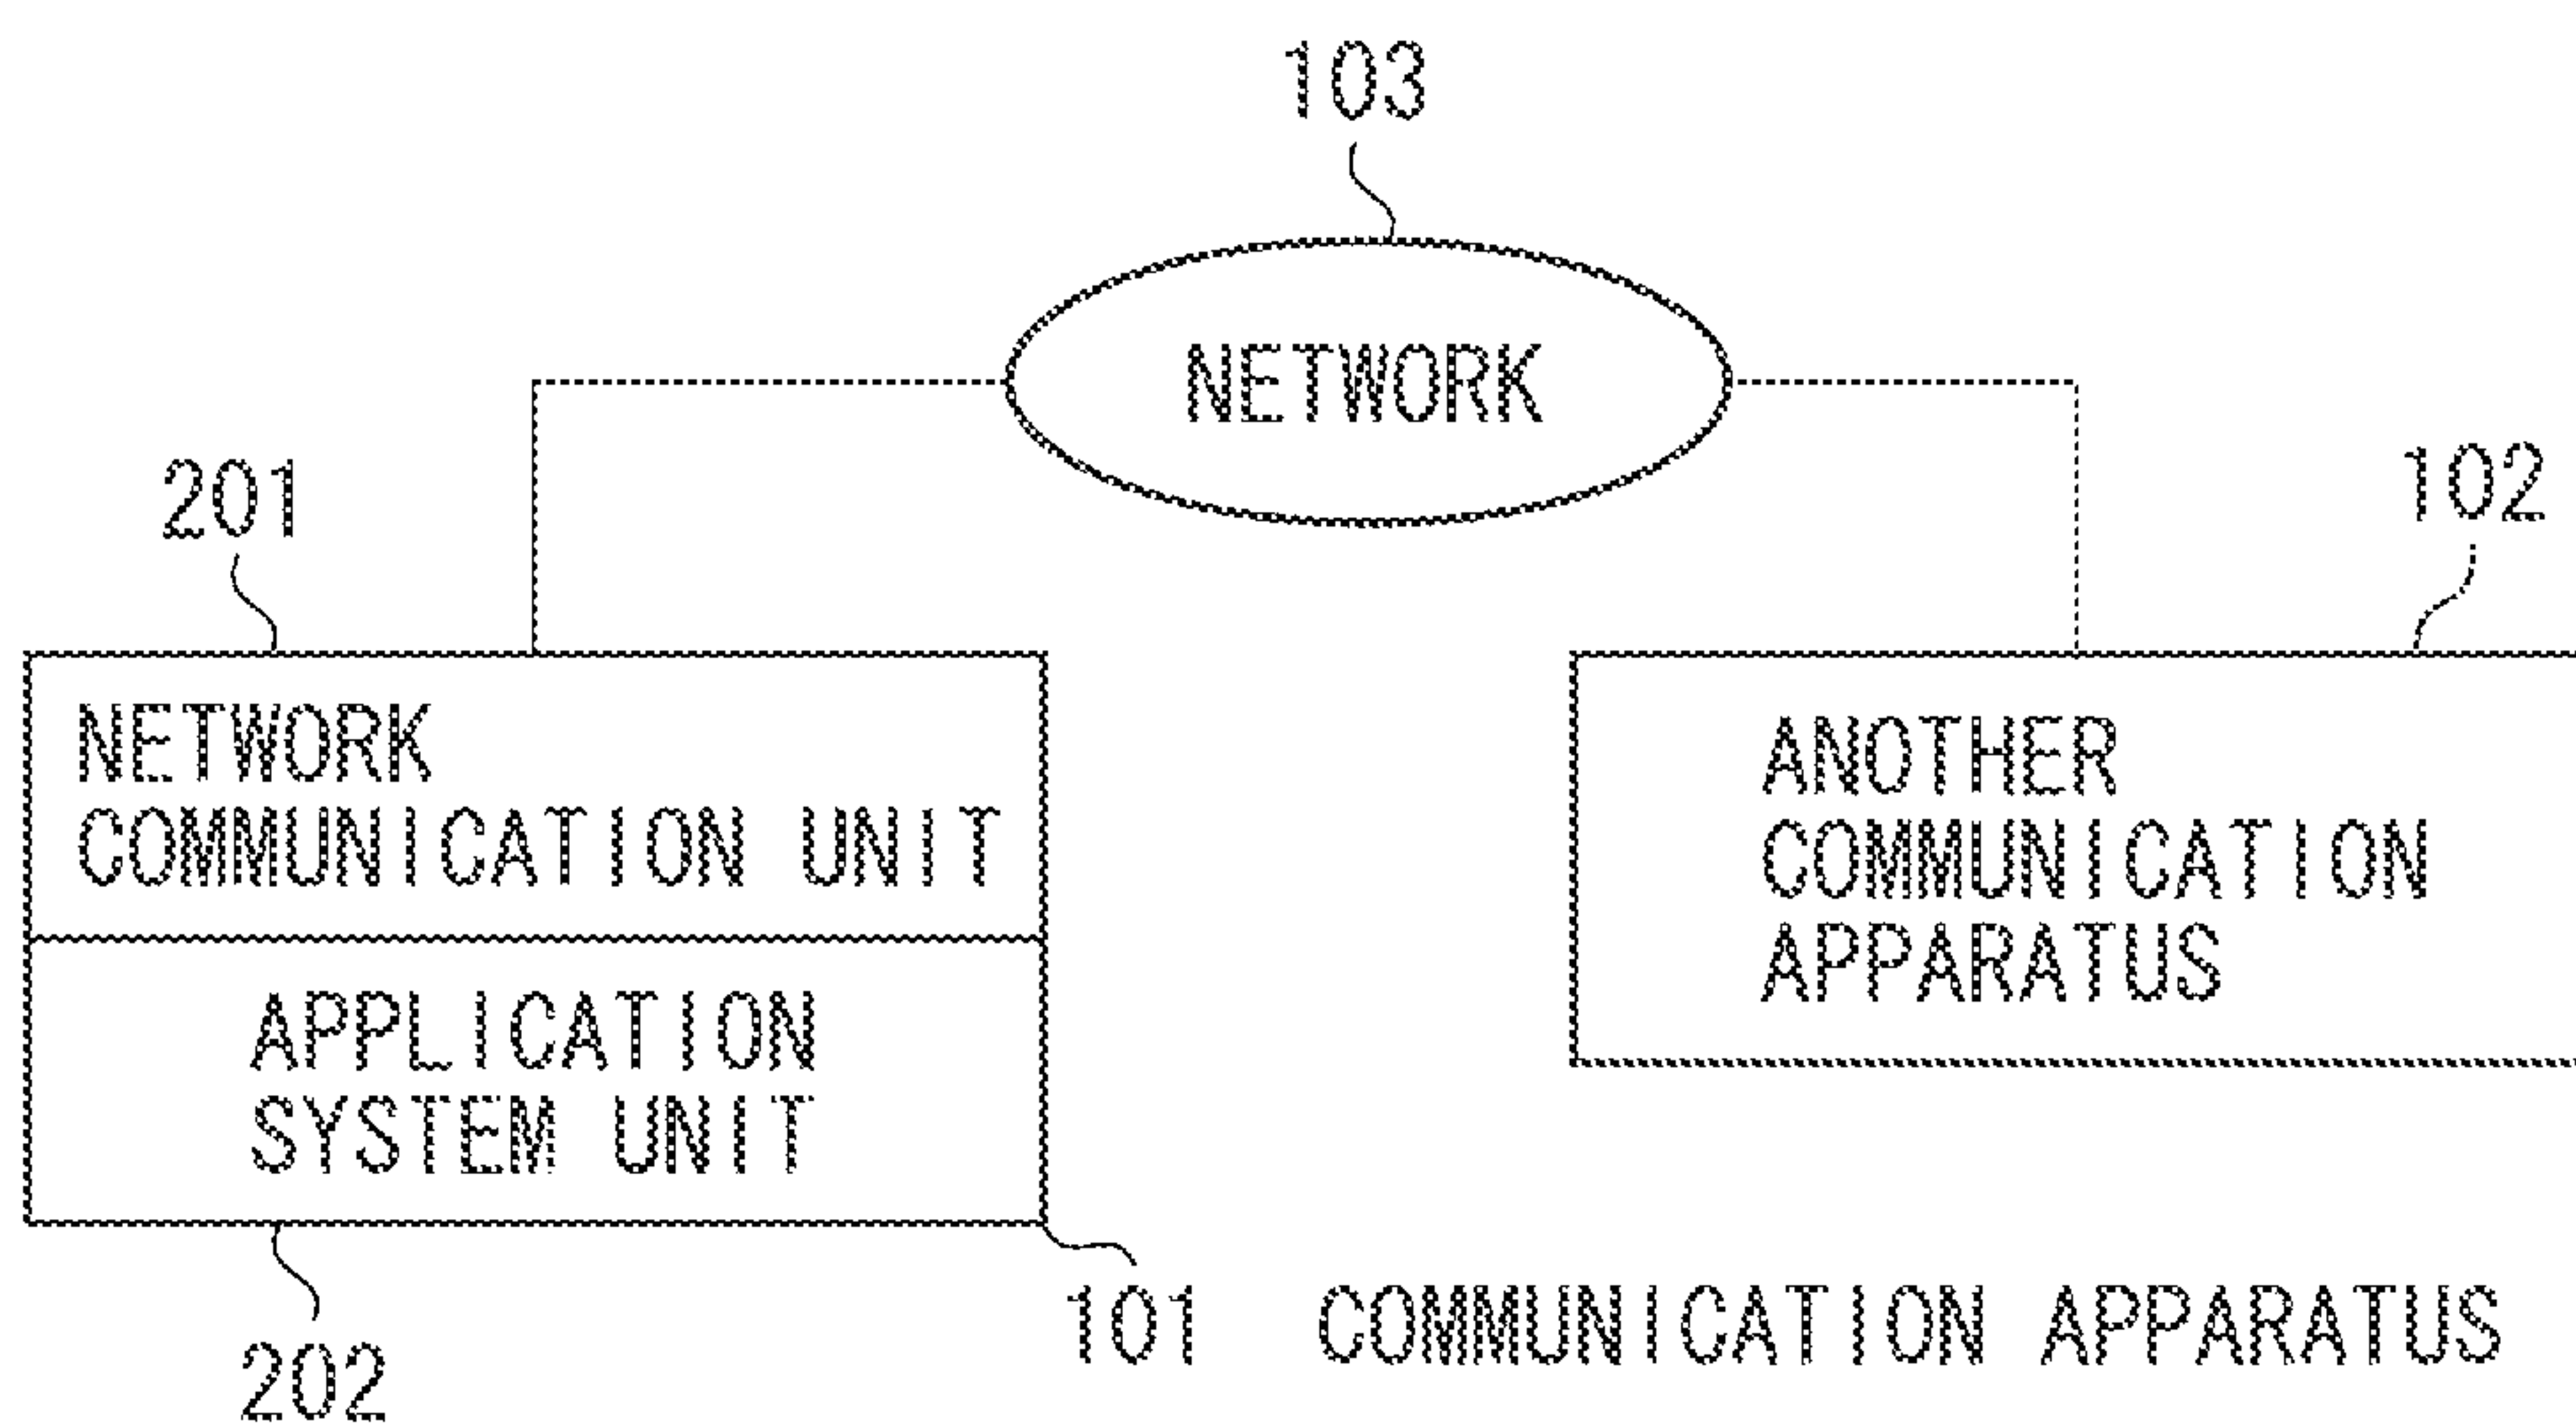 103
NETWORK
201
102
NETWORK
COMMUNICATION UNIT
ANOTHER
COMMUNICATION
APPARATUS
APPLICATION
SYSTEM UNIT
101 COMMUNICATION APPARATUS
202